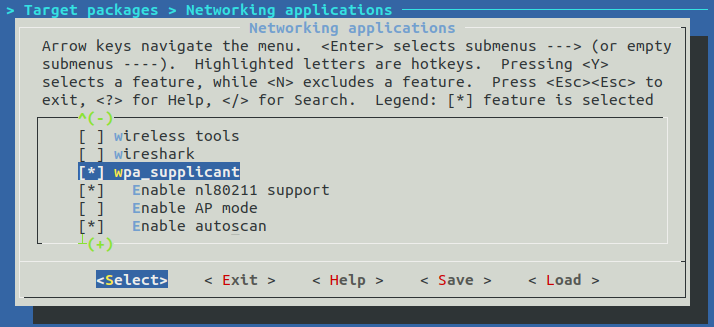 > Target packages > Networking applications
Networking applications
Arrow keys navigate the menu.  <Enter> selects submenus ---> (or empty
submenus ----).  Highlighted letters are hotkeys.  Pressing <Y>
selects a feature, while <N> excludes a feature.  Press <Esc><Esc> to
exit, <?> for Help, </> for Search.  Legend: [*] feature is selected
^(-)
[ ] wireless tools
[ ] wireshark
[*] wpa_supplicant
[*]   Enable nl80211 support
[ ]   Enable AP mode
[*]   Enable autoscan
(+)
<Select>    < Exit >    < Help >    < Save >    < Load >